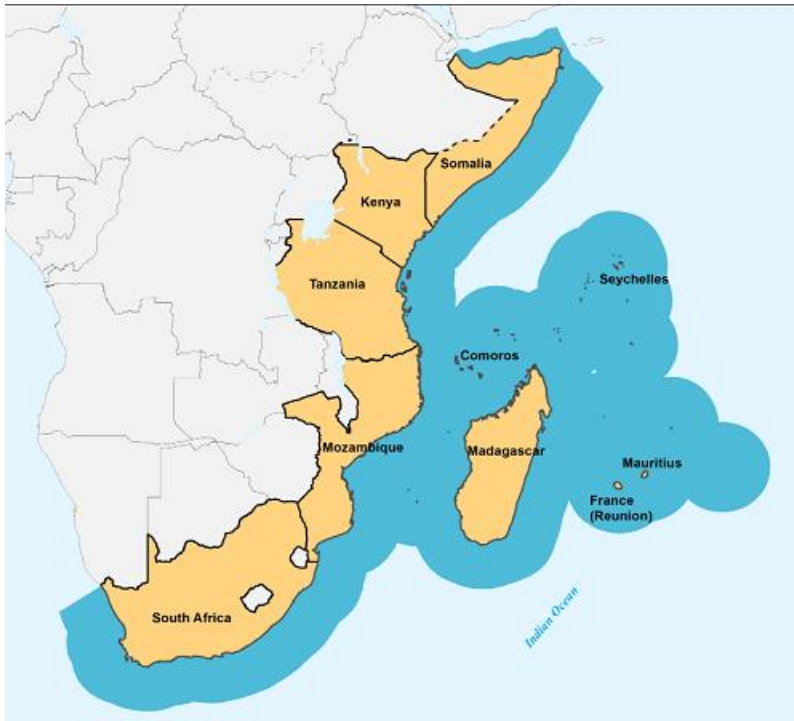 Somalia
Kenya
Seychelles
Tanzania
Comoros
Mozambique
Madagascar
Mauritius
France
(Reunion)
South Africa
Indian Ocean